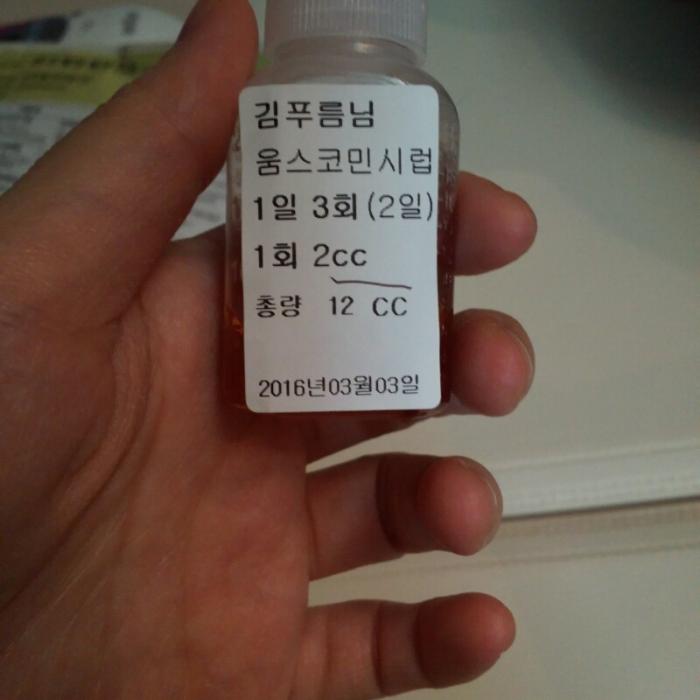 김푸름님
움스코민시럽
1일 3회(2일)
1회 2cc
총량 12 CC
2016년03월03일